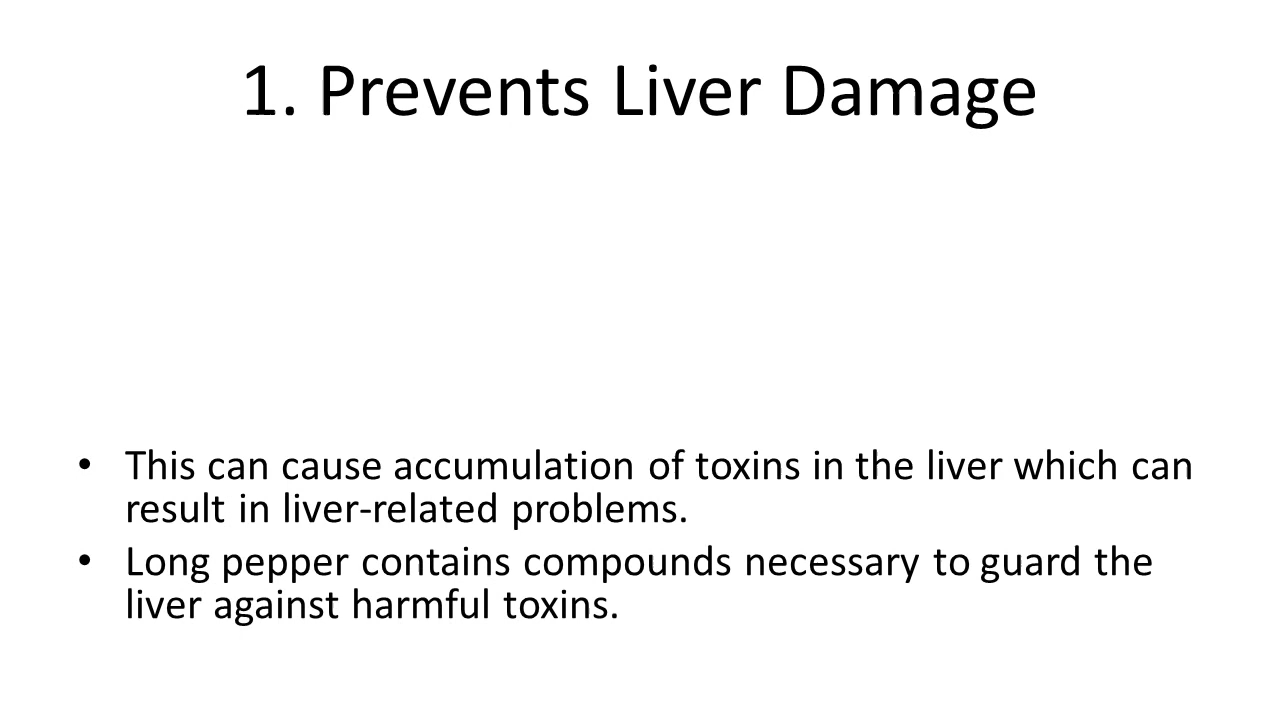 1. Prevents Liver Damage
• This can cause accumulation of toxins in the liver which can
result in liver-related problems.
• Long pepper contains compounds necessary to guard the
liver against harmful toxins.